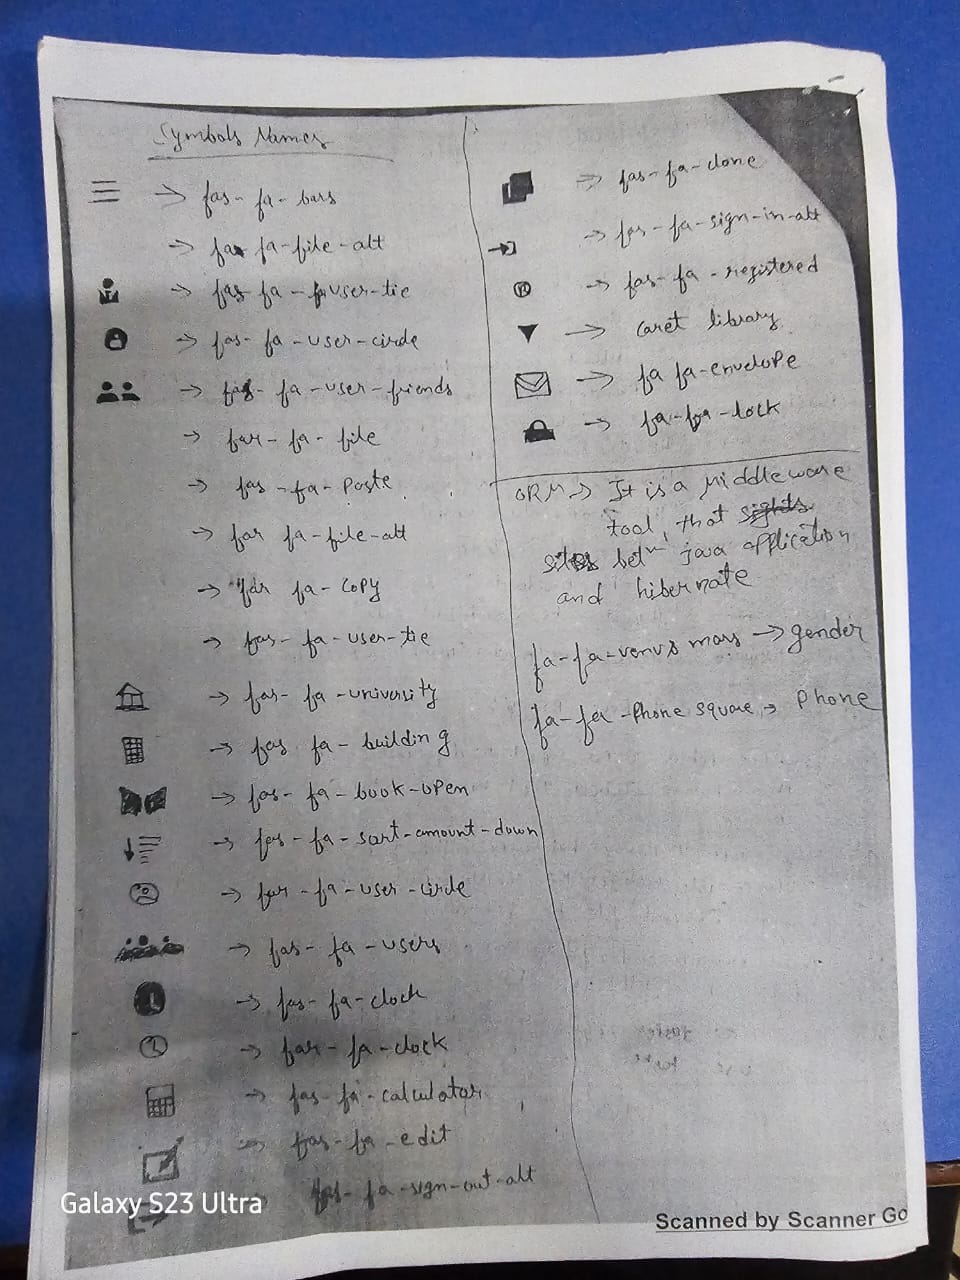 Symbols Names
☰ → fas- fa- bars
→ fas fa-file-alt
→ fas fa-user-tie
→ fas- fa-user-circle
→ fas- fa-user-friends
→ far-fa-file
→ fas-fa-Paste
→ far fa-file-alt
→ far fa-Copy
→ fas- fa-user-tie
→ fas- fa-university
→ fas fa-building
→ fas- fa-book-open
→ fas-fa-sort-amount-down
→ far-fa-user-circle
→ fas- fa-users
→ fas- fa-clock
→ far- fa-clock
→ fas-fa-calculator
→ fas-fa-edit
fas-fa-sign-out-alt
→ fas-fa-clone
→ fas-fa-sign-in-alt
® → fas-fa-registered
▼ → caret library
→ fa fa-envelope
→ fa-fa-lock
ORM → It is a middleware
tool, that
sites betn java application
and hibernate
fa-fa-venus mars → gender
fa-fa-Phone square → Phone
Galaxy S23 Ultra
Scanned by Scanner Go